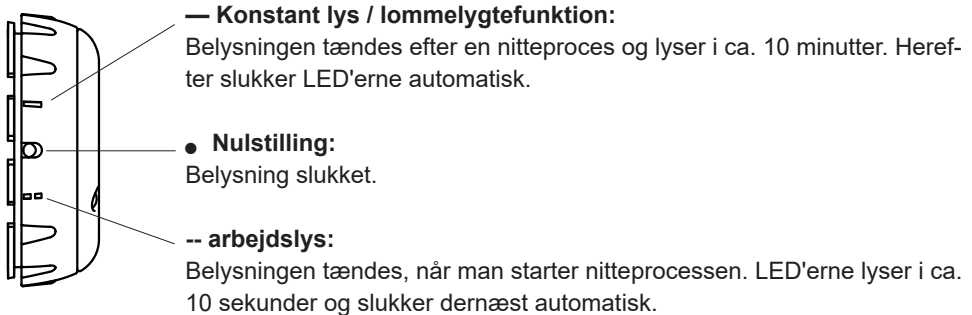 — Konstant lys / lommelygtefunktion:
Belysningen tændes efter en nitteproces og lyser i ca. 10 minutter. Heref-
ter slukker LED'erne automatisk.
● Nulstilling:
Belysning slukket.
-- arbejdslys:
Belysningen tændes, når man starter nitteprocessen. LED'erne lyser i ca.
10 sekunder og slukker dernæst automatisk.